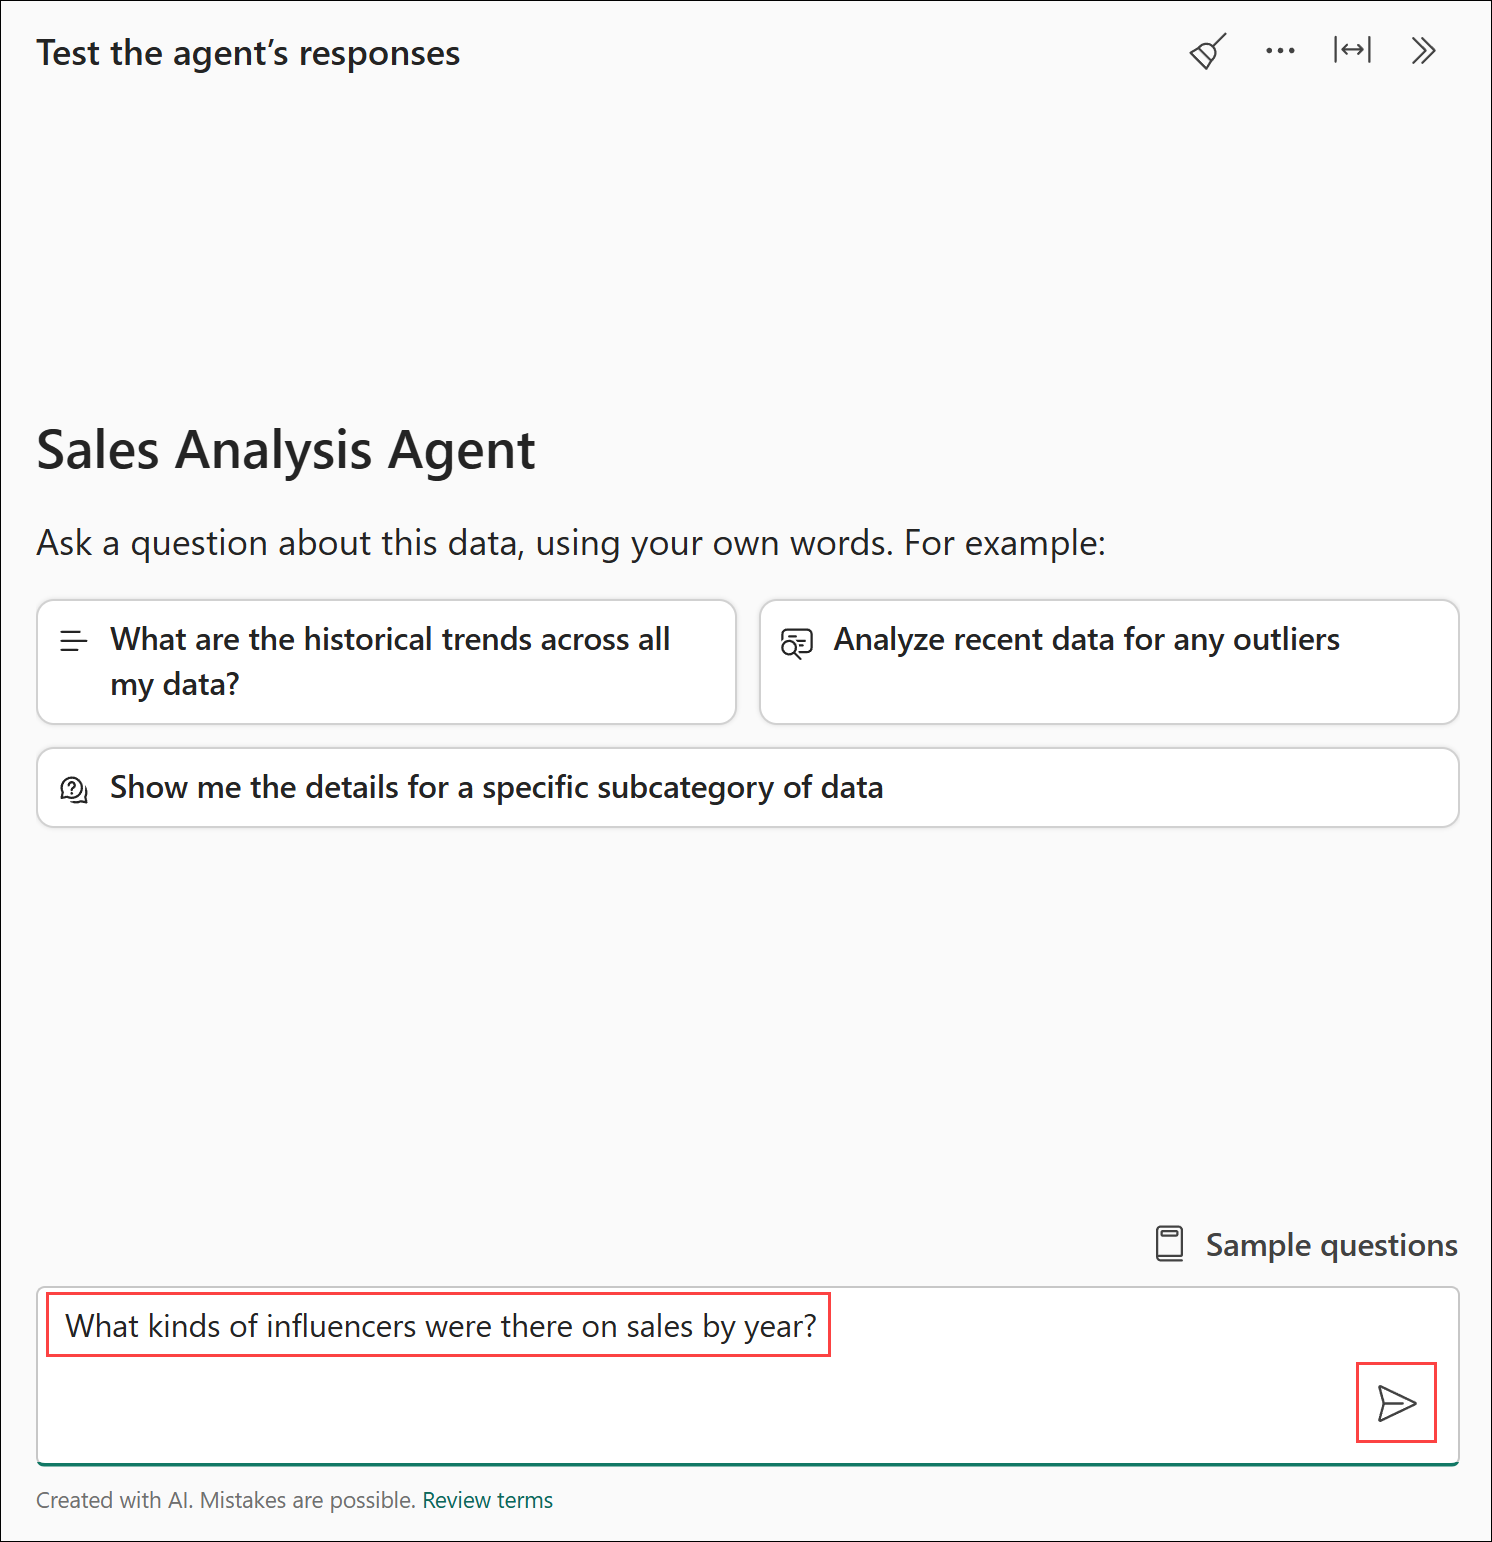 Test the agent’s responses
Sales Analysis Agent
Ask a question about this data, using your own words. For example:
What are the historical trends across all
my data?
Analyze recent data for any outliers
Show me the details for a specific subcategory of data
Sample questions
What kinds of influencers were there on sales by year?
Created with AI. Mistakes are possible. Review terms